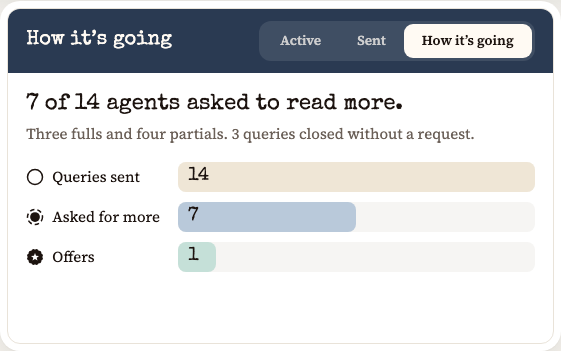 How it's going
Active Sent How it's going
7 of 14 agents asked to read more.
Three fulls and four partials. 3 queries closed without a request.
Queries sent 14
Asked for more 7
Offers 1